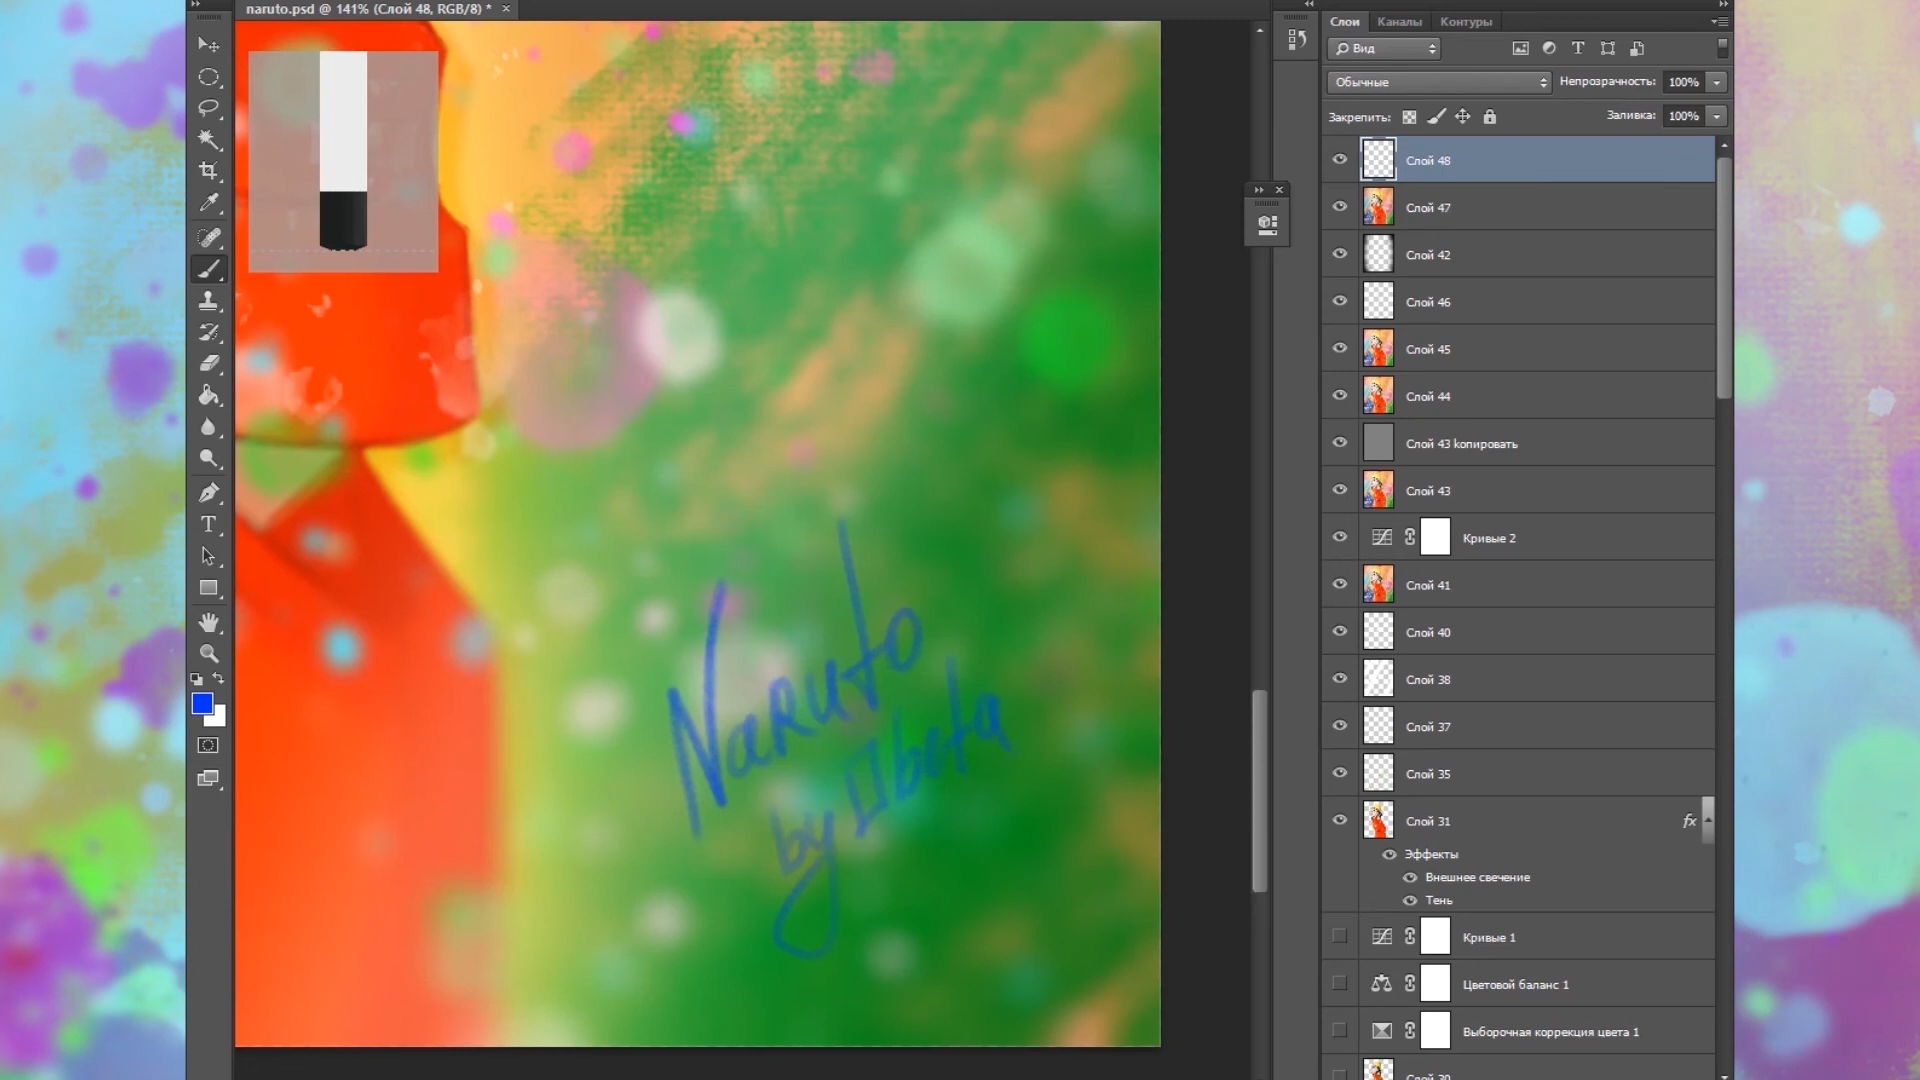 naruto.psd @ 141% (Слой 48, RGB/8) *
Слои
Каналы
Контуры
Вид
Обычные
Непрозрачность:
100%
Закрепить:
Заливка:
100%
Слой 48
Слой 47
Слой 42
Слой 46
Слой 45
Слой 44
Слой 43 копировать
Слой 43
Кривые 2
Слой 41
Слой 40
Слой 38
Слой 37
Слой 35
Слой 31
fx
Эффекты
Внешнее свечение
Тень
Кривые 1
Цветовой баланс 1
Выборочная коррекция цвета 1
Naruto
by